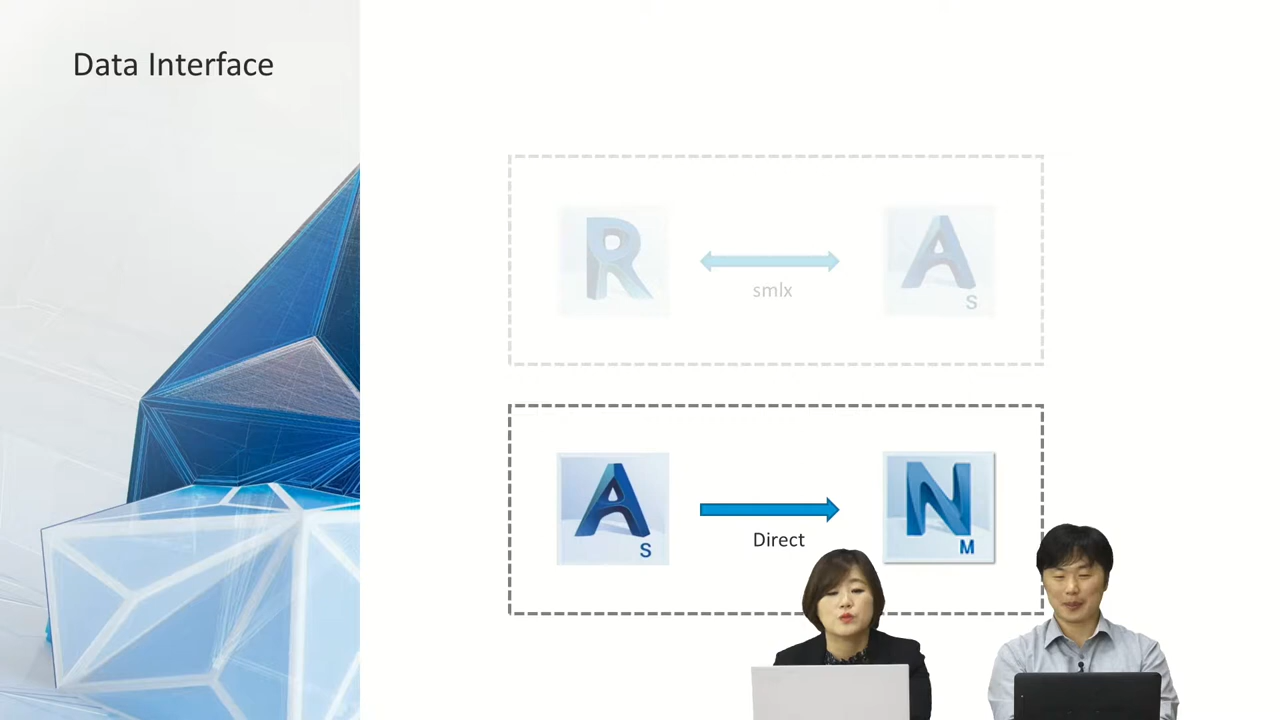 Data Interface
R
A
S
smlx
A
S
N
M
Direct